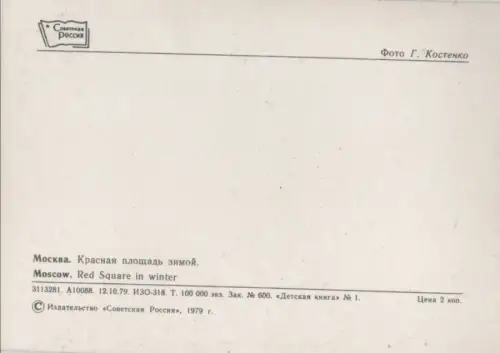 Советская
Россия
Фото Г. Костенко
Москва. Красная площадь зимой.
Moscow. Red Square in winter
3113281. А10088. 12.10.79. ИЗО-318. Т. 100 000 экз. Зак. № 600. «Детская книга» № 1. Цена 2 коп.
© Издательство «Советская Россия», 1979 г.